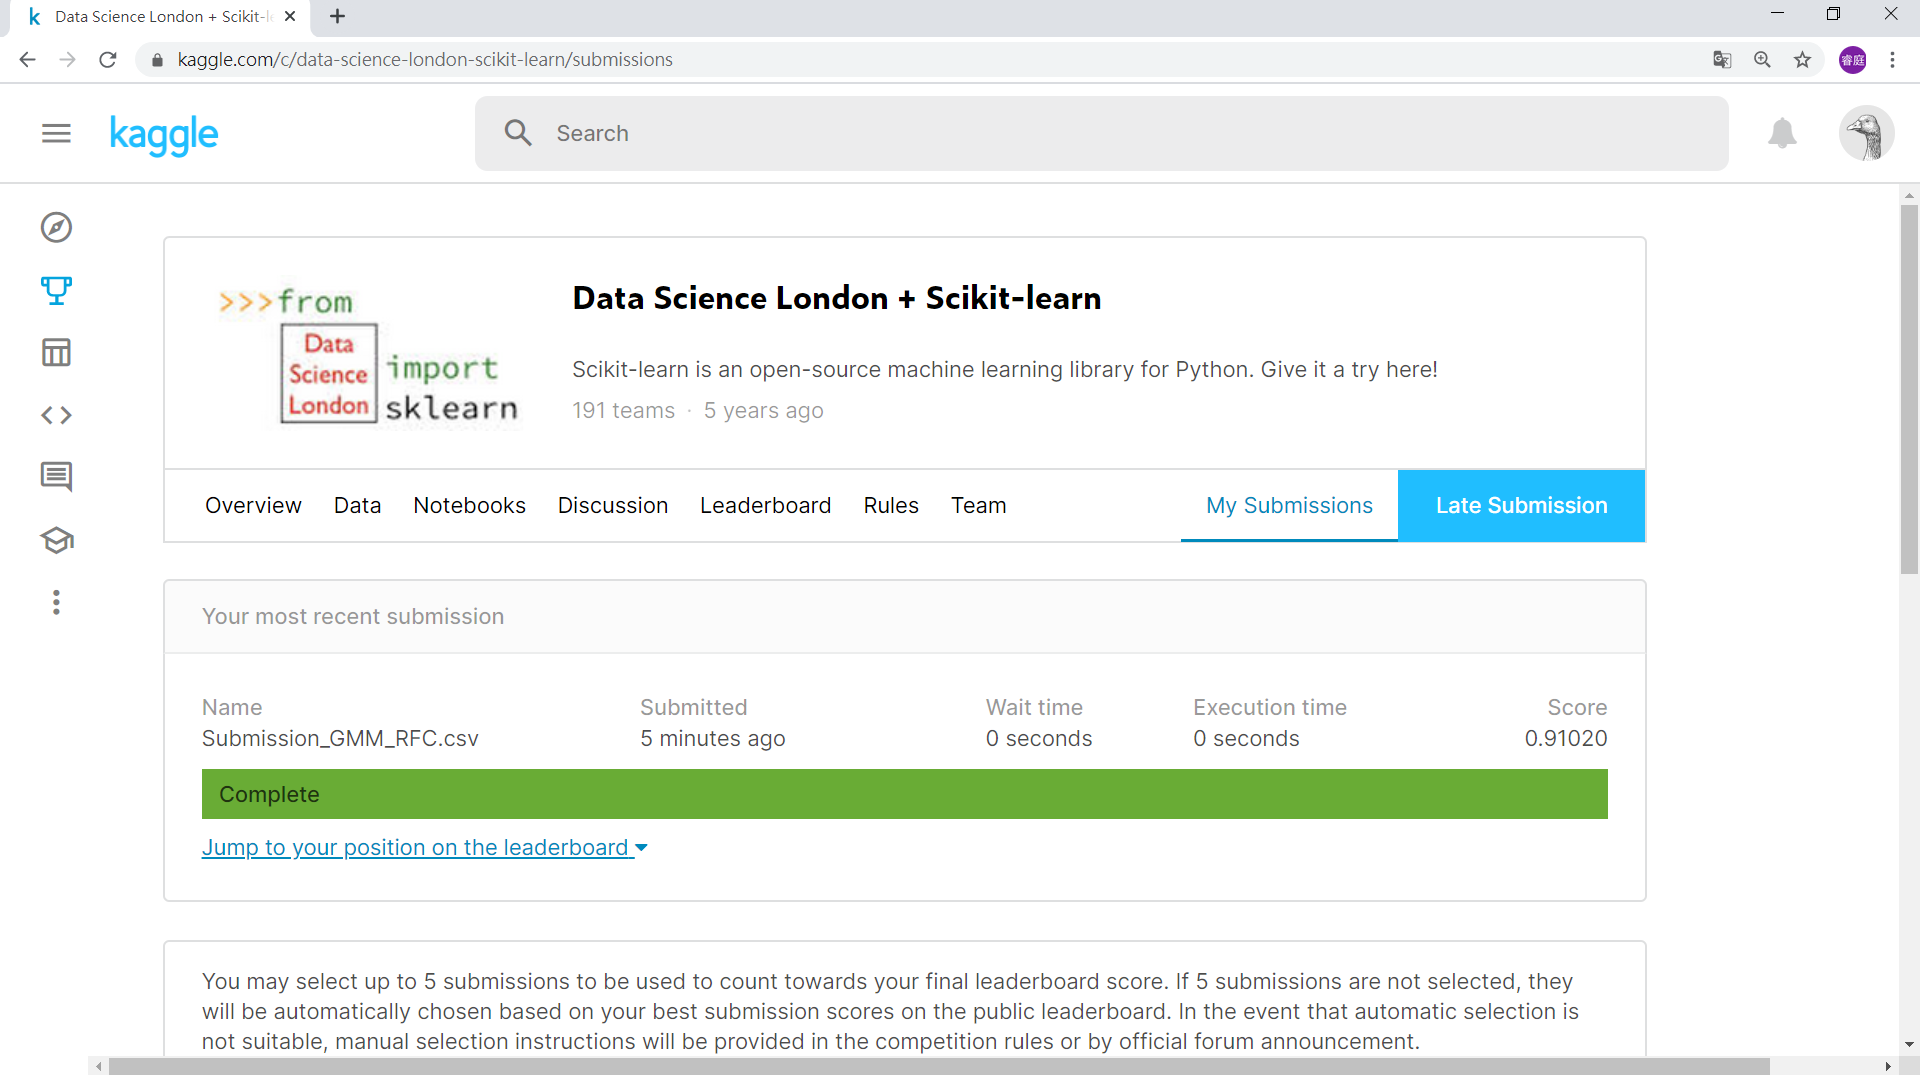 k Data Science London + Scikit-le
kaggle.com/c/data-science-london-scikit-learn/submissions
睿庭
kaggle
Search
>>>from
Data
Science
London
import
sklearn
Data Science London + Scikit-learn
Scikit-learn is an open-source machine learning library for Python. Give it a try here!
191 teams · 5 years ago
Overview Data Notebooks Discussion Leaderboard Rules Team My Submissions Late Submission
Your most recent submission
Name Submitted Wait time Execution time Score
Submission_GMM_RFC.csv 5 minutes ago 0 seconds 0 seconds 0.91020
Complete
Jump to your position on the leaderboard
You may select up to 5 submissions to be used to count towards your final leaderboard score. If 5 submissions are not selected, they
will be automatically chosen based on your best submission scores on the public leaderboard. In the event that automatic selection is
not suitable, manual selection instructions will be provided in the competition rules or by official forum announcement.